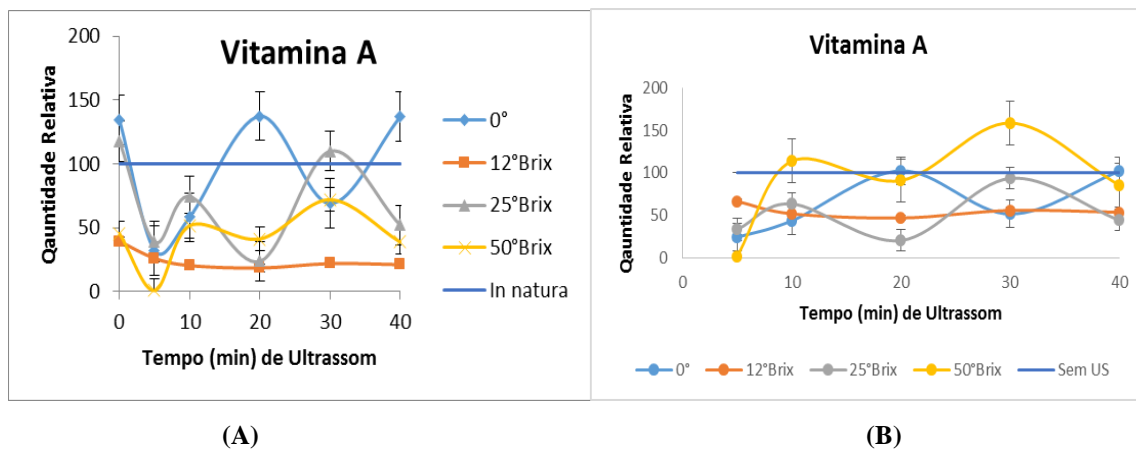 Vitamina A
Qauntidade Relativa
200
150
100
50
0
0 5 10 20 30 40
Tempo (min) de Ultrassom
0°
12°Brix
25°Brix
50°Brix
In natura
(A)
Vitamina A
Qauntidade Relativa
200
150
100
50
0
0 10 20 30 40
Tempo (min) de Ultrassom
0° 12°Brix 25°Brix 50°Brix Sem US
(B)